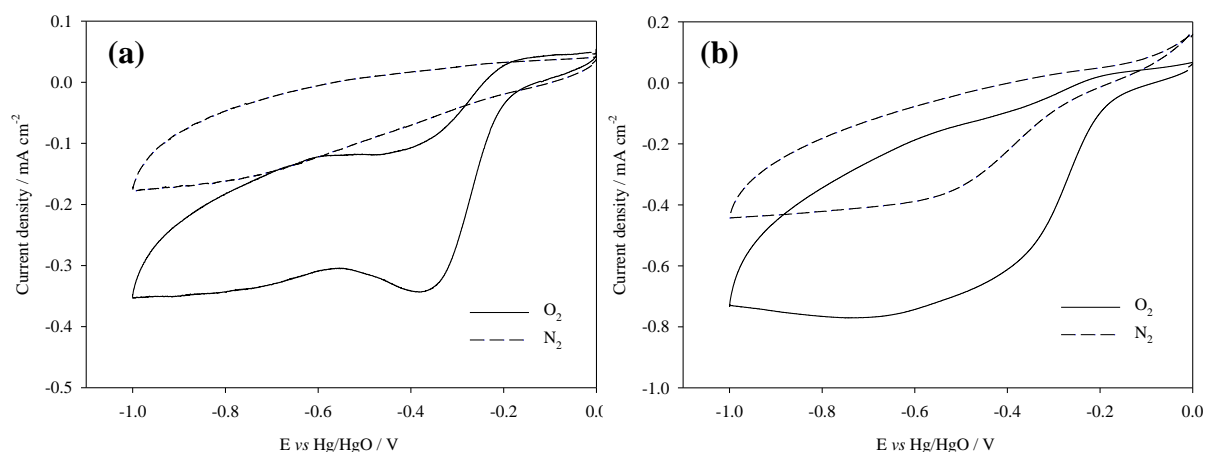 (a)
0.1
0.0
-0.1
-0.2
-0.3
-0.4
-0.5
Current density / mA cm-2
-1.0 -0.8 -0.6 -0.4 -0.2 0.0
E vs Hg/HgO / V
O2
N2
(b)
0.2
0.0
-0.2
-0.4
-0.6
-0.8
-1.0
Current density / mA cm-2
-1.0 -0.8 -0.6 -0.4 -0.2 0.0
E vs Hg/HgO / V
O2
N2